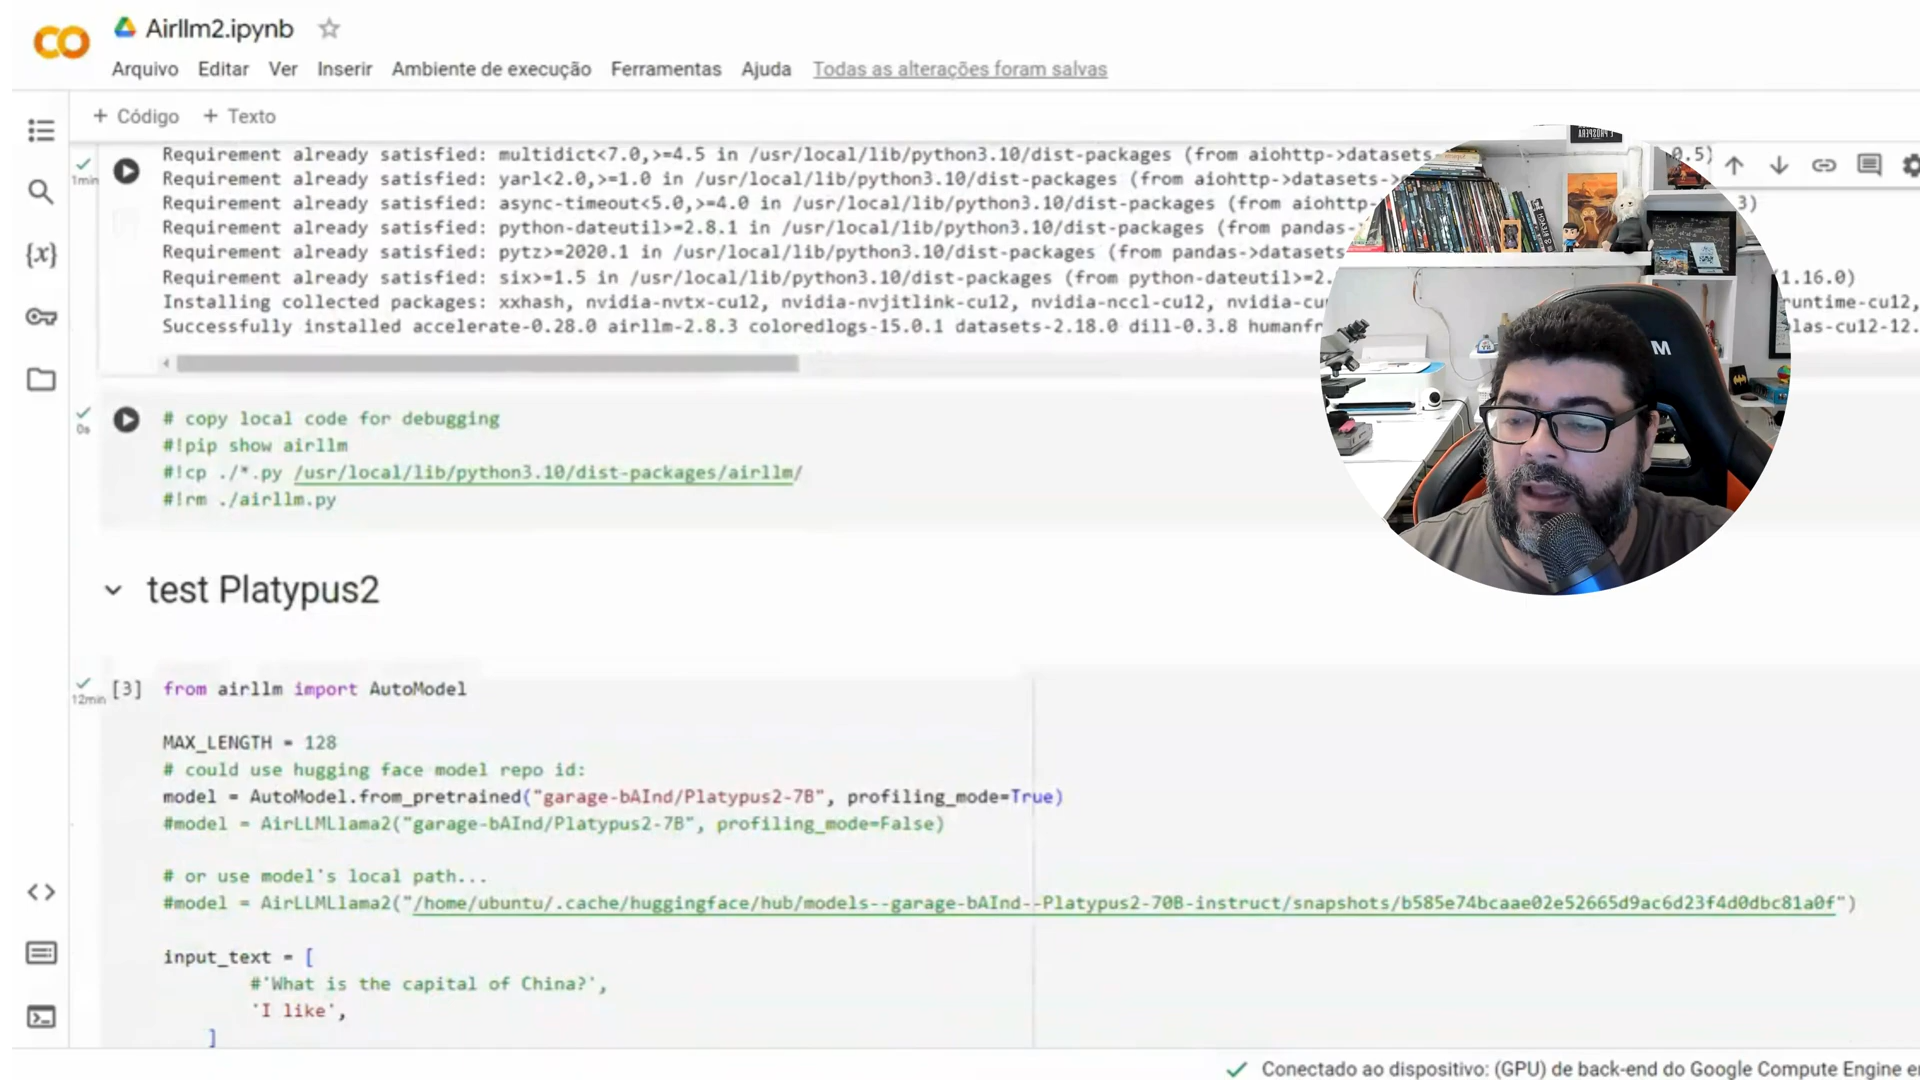 Airllm2.ipynb
Arquivo Editar Ver Inserir Ambiente de execução Ferramentas Ajuda Todas as alterações foram salvas
+ Código + Texto
1min
Requirement already satisfied: multidict<7.0,>=4.5 in /usr/local/lib/python3.10/dist-packages (from aiohttp->datasets 0.5)
Requirement already satisfied: yarl<2.0,>=1.0 in /usr/local/lib/python3.10/dist-packages (from aiohttp->datasets->
Requirement already satisfied: async-timeout<5.0,>=4.0 in /usr/local/lib/python3.10/dist-packages (from aiohttp- 3)
Requirement already satisfied: python-dateutil>=2.8.1 in /usr/local/lib/python3.10/dist-packages (from pandas-
Requirement already satisfied: pytz>=2020.1 in /usr/local/lib/python3.10/dist-packages (from pandas->datasets
Requirement already satisfied: six>=1.5 in /usr/local/lib/python3.10/dist-packages (from python-dateutil>=2. (1.16.0)
Installing collected packages: xxhash, nvidia-nvtx-cu12, nvidia-nvjitlink-cu12, nvidia-nccl-cu12, nvidia-cu runtime-cu12,
Successfully installed accelerate-0.28.0 airllm-2.8.3 coloredlogs-15.0.1 datasets-2.18.0 dill-0.3.8 humanfr las-cu12-12.
0s
# copy local code for debugging
#!pip show airllm
#!cp ./*.py /usr/local/lib/python3.10/dist-packages/airllm/
#!rm ./airllm.py
test Platypus2
12min
[3] from airllm import AutoModel
MAX_LENGTH = 128
# could use hugging face model repo id:
model = AutoModel.from_pretrained("garage-bAInd/Platypus2-7B", profiling_mode=True)
#model = AirLLMLlama2("garage-bAInd/Platypus2-7B", profiling_mode=False)
# or use model's local path...
#model = AirLLMLlama2("/home/ubuntu/.cache/huggingface/hub/models--garage-bAInd--Platypus2-70B-instruct/snapshots/b585e74bcaae02e52665d9ac6d23f4d0dbc81a0f")
input_text = [
#'What is the capital of China?',
'I like',
]
Conectado ao dispositivo: (GPU) de back-end do Google Compute Engine e